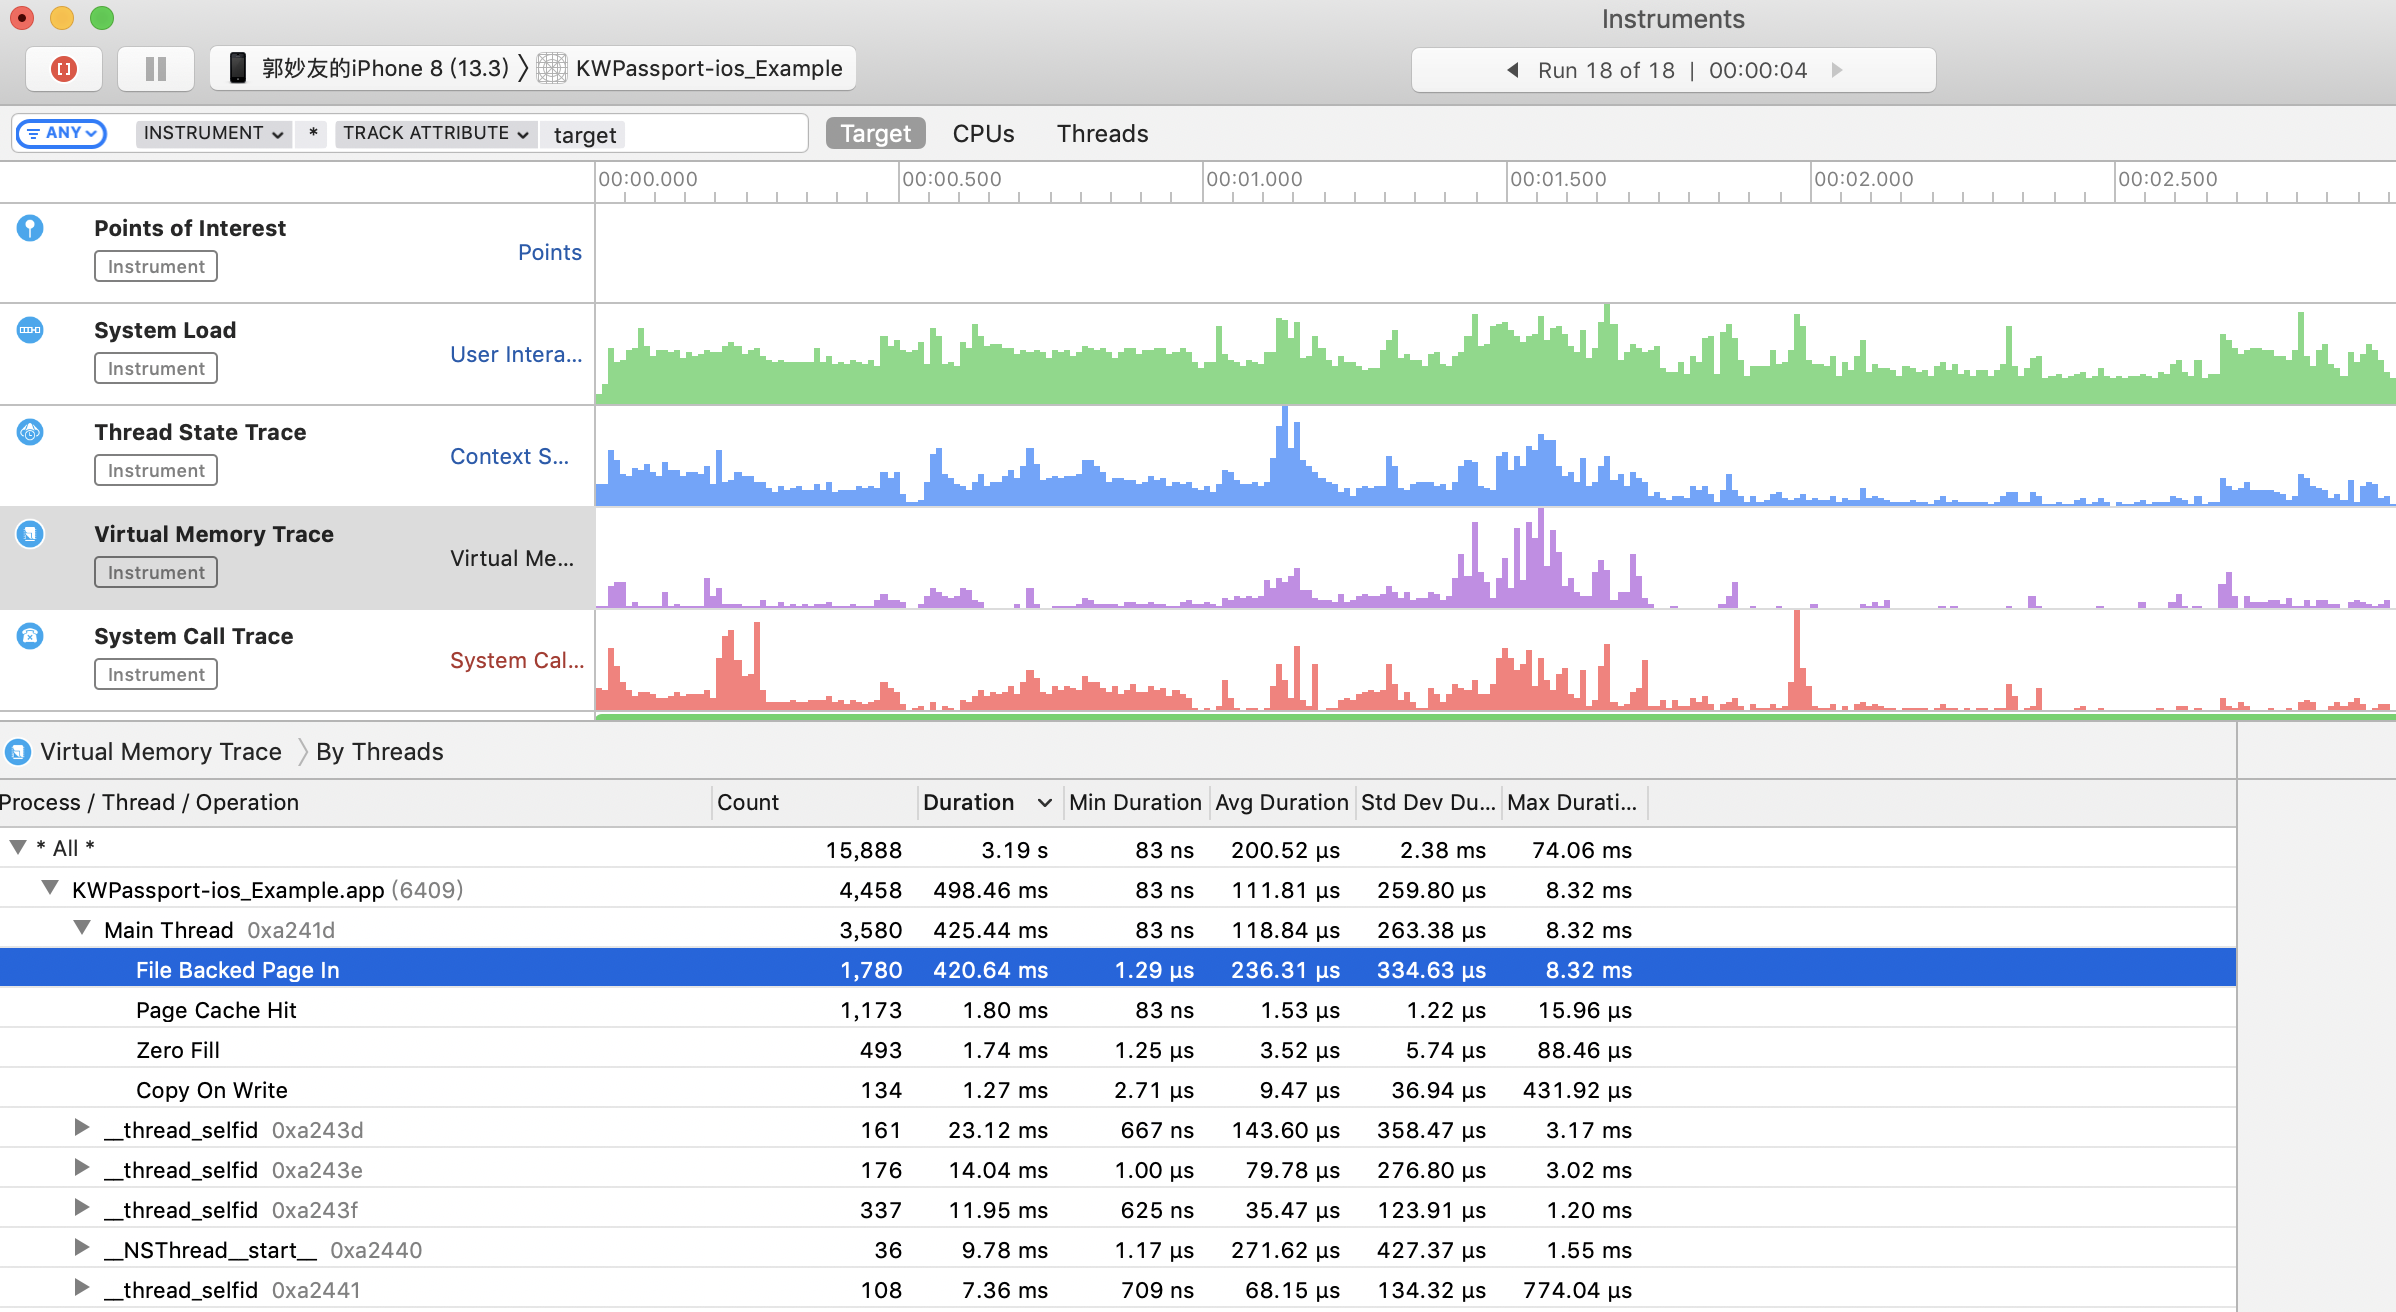 Instruments
郭妙友的iPhone 8 (13.3) 〉 KWPassport-ios_Example
Run 18 of 18 | 00:00:04
ANY INSTRUMENT * TRACK ATTRIBUTE target Target CPUs Threads
00:00.000 00:00.500 00:01.000 00:01.500 00:02.000 00:02.500
Points of Interest
Instrument
Points
System Load
Instrument
User Intera...
Thread State Trace
Instrument
Context S...
Virtual Memory Trace
Instrument
Virtual Me...
System Call Trace
Instrument
System Cal...
Virtual Memory Trace 〉 By Threads
Process / Thread / Operation Count Duration Min Duration Avg Duration Std Dev Du... Max Durati...
* All * 15,888 3.19 s 83 ns 200.52 µs 2.38 ms 74.06 ms
KWPassport-ios_Example.app (6409) 4,458 498.46 ms 83 ns 111.81 µs 259.80 µs 8.32 ms
Main Thread 0xa241d 3,580 425.44 ms 83 ns 118.84 µs 263.38 µs 8.32 ms
File Backed Page In 1,780 420.64 ms 1.29 µs 236.31 µs 334.63 µs 8.32 ms
Page Cache Hit 1,173 1.80 ms 83 ns 1.53 µs 1.22 µs 15.96 µs
Zero Fill 493 1.74 ms 1.25 µs 3.52 µs 5.74 µs 88.46 µs
Copy On Write 134 1.27 ms 2.71 µs 9.47 µs 36.94 µs 431.92 µs
__thread_selfid 0xa243d 161 23.12 ms 667 ns 143.60 µs 358.47 µs 3.17 ms
__thread_selfid 0xa243e 176 14.04 ms 1.00 µs 79.78 µs 276.80 µs 3.02 ms
__thread_selfid 0xa243f 337 11.95 ms 625 ns 35.47 µs 123.91 µs 1.20 ms
__NSThread__start__ 0xa2440 36 9.78 ms 1.17 µs 271.62 µs 427.37 µs 1.55 ms
__thread_selfid 0xa2441 108 7.36 ms 709 ns 68.15 µs 134.32 µs 774.04 µs